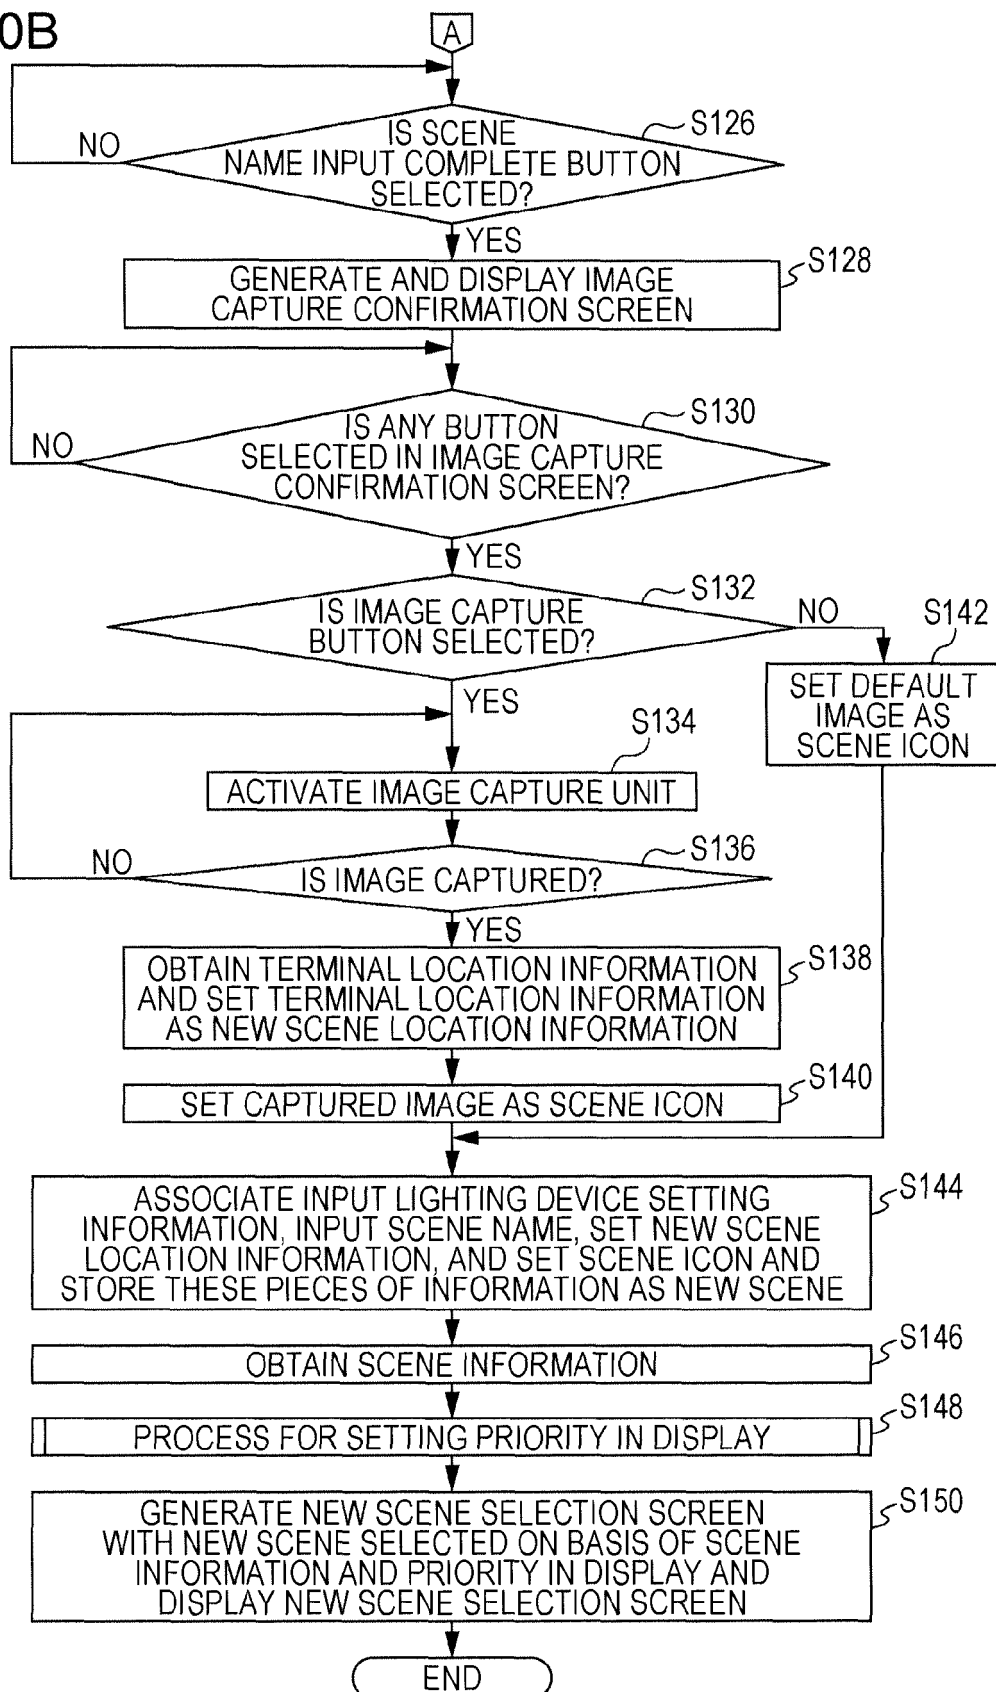 0B
A
IS SCENE
NAME INPUT COMPLETE BUTTON
SELECTED?
S126
NO
YES
GENERATE AND DISPLAY IMAGE
CAPTURE CONFIRMATION SCREEN
S128
IS ANY BUTTON
SELECTED IN IMAGE CAPTURE
CONFIRMATION SCREEN?
S130
NO
YES
IS IMAGE CAPTURE
BUTTON SELECTED?
S132
NO
S142
SET DEFAULT
IMAGE AS
SCENE ICON
YES
S134
ACTIVATE IMAGE CAPTURE UNIT
NO
IS IMAGE CAPTURED?
S136
YES
OBTAIN TERMINAL LOCATION INFORMATION
AND SET TERMINAL LOCATION INFORMATION
AS NEW SCENE LOCATION INFORMATION
S138
SET CAPTURED IMAGE AS SCENE ICON
S140
ASSOCIATE INPUT LIGHTING DEVICE SETTING
INFORMATION, INPUT SCENE NAME, SET NEW SCENE
LOCATION INFORMATION, AND SET SCENE ICON AND
STORE THESE PIECES OF INFORMATION AS NEW SCENE
S144
OBTAIN SCENE INFORMATION
S146
PROCESS FOR SETTING PRIORITY IN DISPLAY
S148
GENERATE NEW SCENE SELECTION SCREEN
WITH NEW SCENE SELECTED ON BASIS OF SCENE
INFORMATION AND PRIORITY IN DISPLAY AND
DISPLAY NEW SCENE SELECTION SCREEN
S150
END